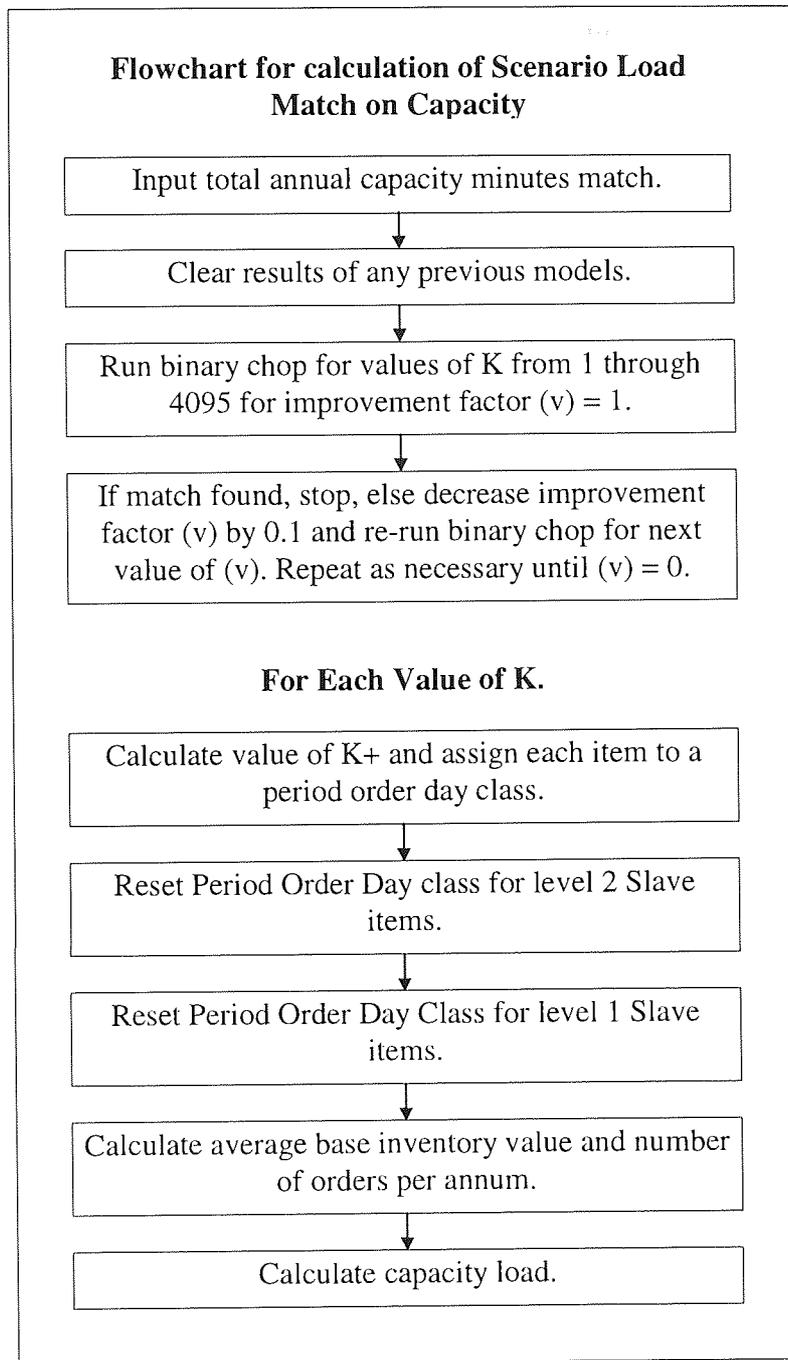 Flowchart for calculation of Scenario Load
Match on Capacity
Input total annual capacity minutes match.
Clear results of any previous models.
Run binary chop for values of K from 1 through
4095 for improvement factor (v) = 1.
If match found, stop, else decrease improvement
factor (v) by 0.1 and re-run binary chop for next
value of (v). Repeat as necessary until (v) = 0.
For Each Value of K.
Calculate value of K+ and assign each item to a
period order day class.
Reset Period Order Day class for level 2 Slave
items.
Reset Period Order Day Class for level 1 Slave
items.
Calculate average base inventory value and number
of orders per annum.
Calculate capacity load.